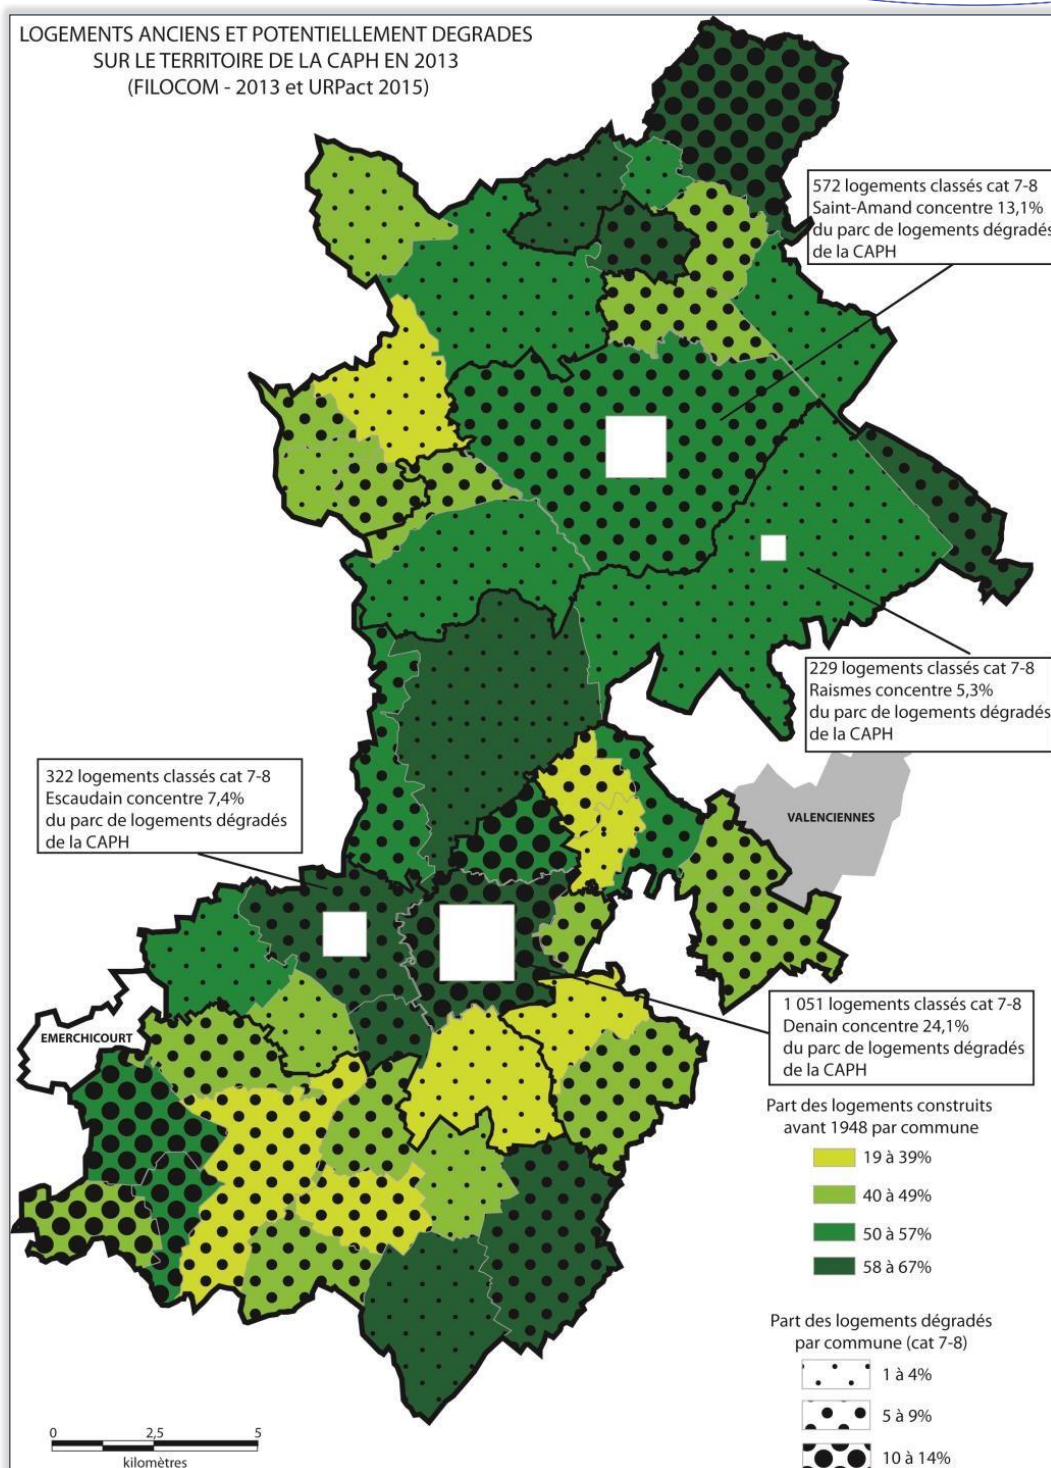 LOGEMENTS ANCIENS ET POTENTIELLEMENT DEGRADES
SUR LE TERRITOIRE DE LA CAPH EN 2013
(FILOCOM - 2013 et URPact 2015)
572 logements classés cat 7-8
Saint-Amand concentre 13,1%
du parc de logements dégradés
de la CAPH
229 logements classés cat 7-8
Raismes concentre 5,3%
du parc de logements dégradés
de la CAPH
322 logements classés cat 7-8
Escaudain concentre 7,4%
du parc de logements dégradés
de la CAPH
VALENCIENNES
EMERCHICOURT
1 051 logements classés cat 7-8
Denain concentre 24,1%
du parc de logements dégradés
de la CAPH
Part des logements construits
avant 1948 par commune
19 à 39%
40 à 49%
50 à 57%
58 à 67%
Part des logements dégradés
par commune (cat 7-8)
1 à 4%
5 à 9%
10 à 14%
0 2,5 5
kilomètres